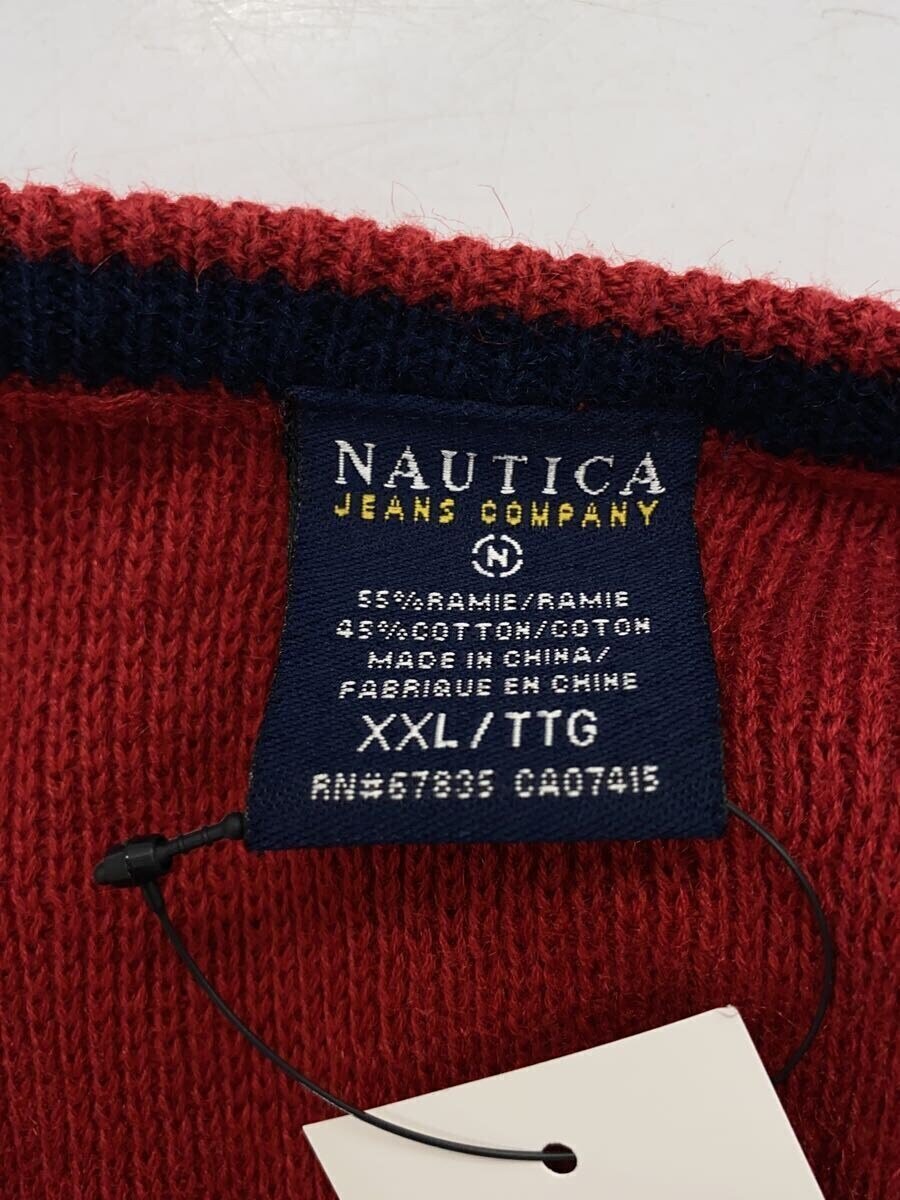 NAUTICA
JEANS COMPANY
N
55%RAMIE/RAMIE
45%COTTON/COTON
MADE IN CHINA/
FABRIQUE EN CHINE
XXL/TTG
RN#67835 CA07415